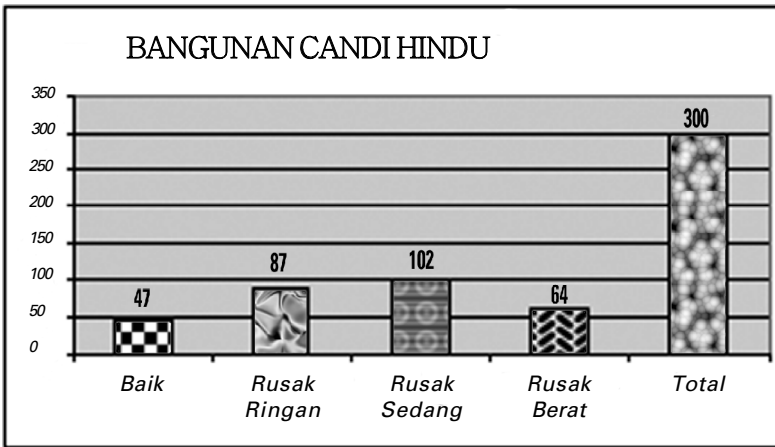 BANGUNAN CANDI HINDU
350
300
250
200
150
100
50
0
47
87
102
64
300
Baik
Rusak
Ringan
Rusak
Sedang
Rusak
Berat
Total